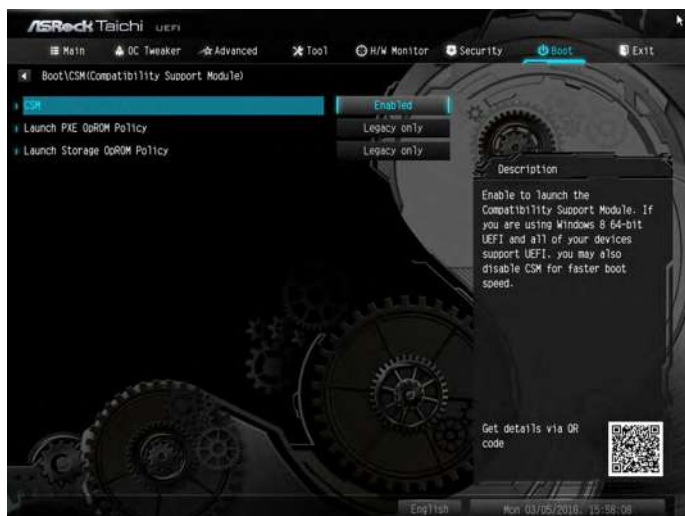 ASRock Taichi UEFI
Main OC Tweaker Advanced Tool H/W Monitor Security Boot Exit
Boot\CSM(Compatibility Support Module)
CSM Enabled
Launch PXE OpROM Policy Legacy only
Launch Storage OpROM Policy Legacy only
Description
Enable to launch the
Compatibility Support Module. If
you are using Windows 8 64-bit
UEFI and all of your devices
support UEFI, you may also
disable CSM for faster boot
speed.
Get details via QR
code
English Mon 03/05/2018. 15:58:08